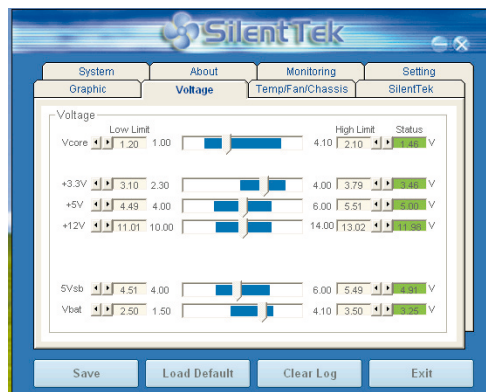 SilentTek
System About Monitoring Setting
Graphic Voltage Temp/Fan/Chassis SilentTek
Voltage
Low Limit High Limit Status
Vcore 1.20 1.00 4.10 2.10 1.46 V
+3.3V 3.10 2.30 4.00 3.79 3.46 V
+5V 4.49 4.00 6.00 5.51 5.00 V
+12V 11.01 10.00 14.00 13.02 11.98 V
5Vsb 4.51 4.00 6.00 5.49 4.91 V
Vbat 2.50 1.50 4.10 3.50 3.25 V
Save Load Default Clear Log Exit